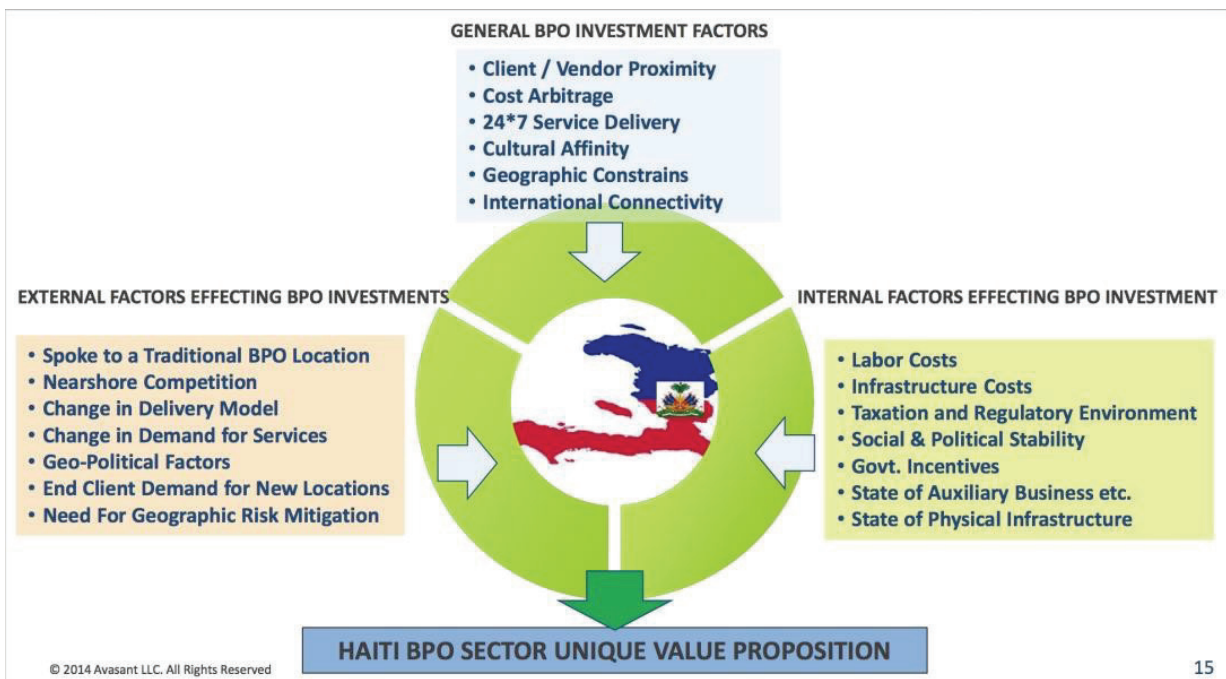 GENERAL BPO INVESTMENT FACTORS
• Client / Vendor Proximity
• Cost Arbitrage
• 24*7 Service Delivery
• Cultural Affinity
• Geographic Constrains
• International Connectivity
EXTERNAL FACTORS EFFECTING BPO INVESTMENTS
• Spoke to a Traditional BPO Location
• Nearshore Competition
• Change in Delivery Model
• Change in Demand for Services
• Geo-Political Factors
• End Client Demand for New Locations
• Need For Geographic Risk Mitigation
INTERNAL FACTORS EFFECTING BPO INVESTMENT
• Labor Costs
• Infrastructure Costs
• Taxation and Regulatory Environment
• Social & Political Stability
• Govt. Incentives
• State of Auxiliary Business etc.
• State of Physical Infrastructure
HAITI BPO SECTOR UNIQUE VALUE PROPOSITION
© 2014 Avasant LLC. All Rights Reserved
15